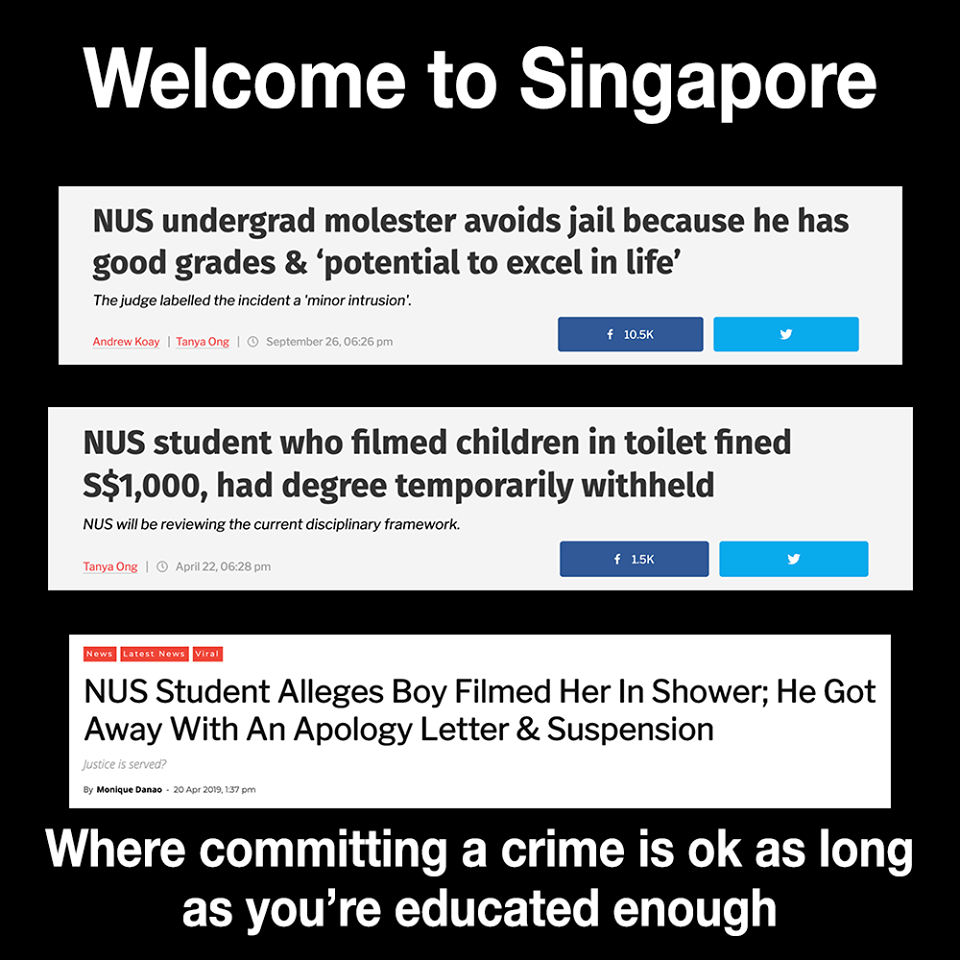 Welcome to Singapore
NUS undergrad molester avoids jail because he has
good grades & ‘potential to excel in life’
The judge labelled the incident a 'minor intrusion'.
Andrew Koay | Tanya Ong | September 26, 06:26 pm
10.5K
NUS student who filmed children in toilet fined
S$1,000, had degree temporarily withheld
NUS will be reviewing the current disciplinary framework.
Tanya Ong | April 22, 06:28 pm
1.5K
News Latest News Viral
NUS Student Alleges Boy Filmed Her In Shower; He Got
Away With An Apology Letter & Suspension
Justice is served?
By Monique Danao - 20 Apr 2019, 1:37 pm
Where committing a crime is ok as long
as you’re educated enough